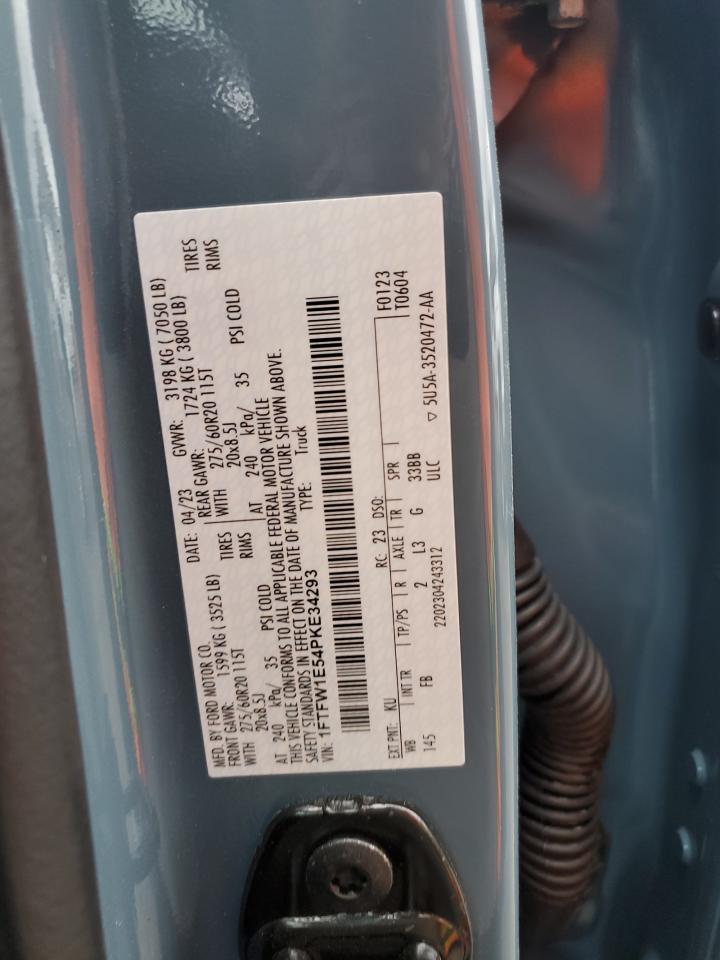 MFD. BY FORD MOTOR CO. DATE: 04/23 GVWR: 3198 KG ( 7050 LB)
FRONT GAWR: 1599 KG ( 3525 LB) REAR GAWR: 1724 KG ( 3800 LB)
WITH 275/60R20 115T TIRES WITH 275/60R20 115T TIRES
20x8.5J RIMS 20x8.5J RIMS
AT 240 kPa/ 35 PSI COLD AT 240 kPa/ 35 PSI COLD
THIS VEHICLE CONFORMS TO ALL APPLICABLE FEDERAL MOTOR VEHICLE
SAFETY STANDARDS IN EFFECT ON THE DATE OF MANUFACTURE SHOWN ABOVE.
VIN: 1FTFW1E54PKE34293 TYPE: Truck
EXT PNT: KU RC: 23 DSO: F0123
WB INT TR TP/PS R AXLE TR SPR T0604
145 FB 2 L3 G 33BB
2202304243312 ULC ▽ 5U5A-3520472-AA